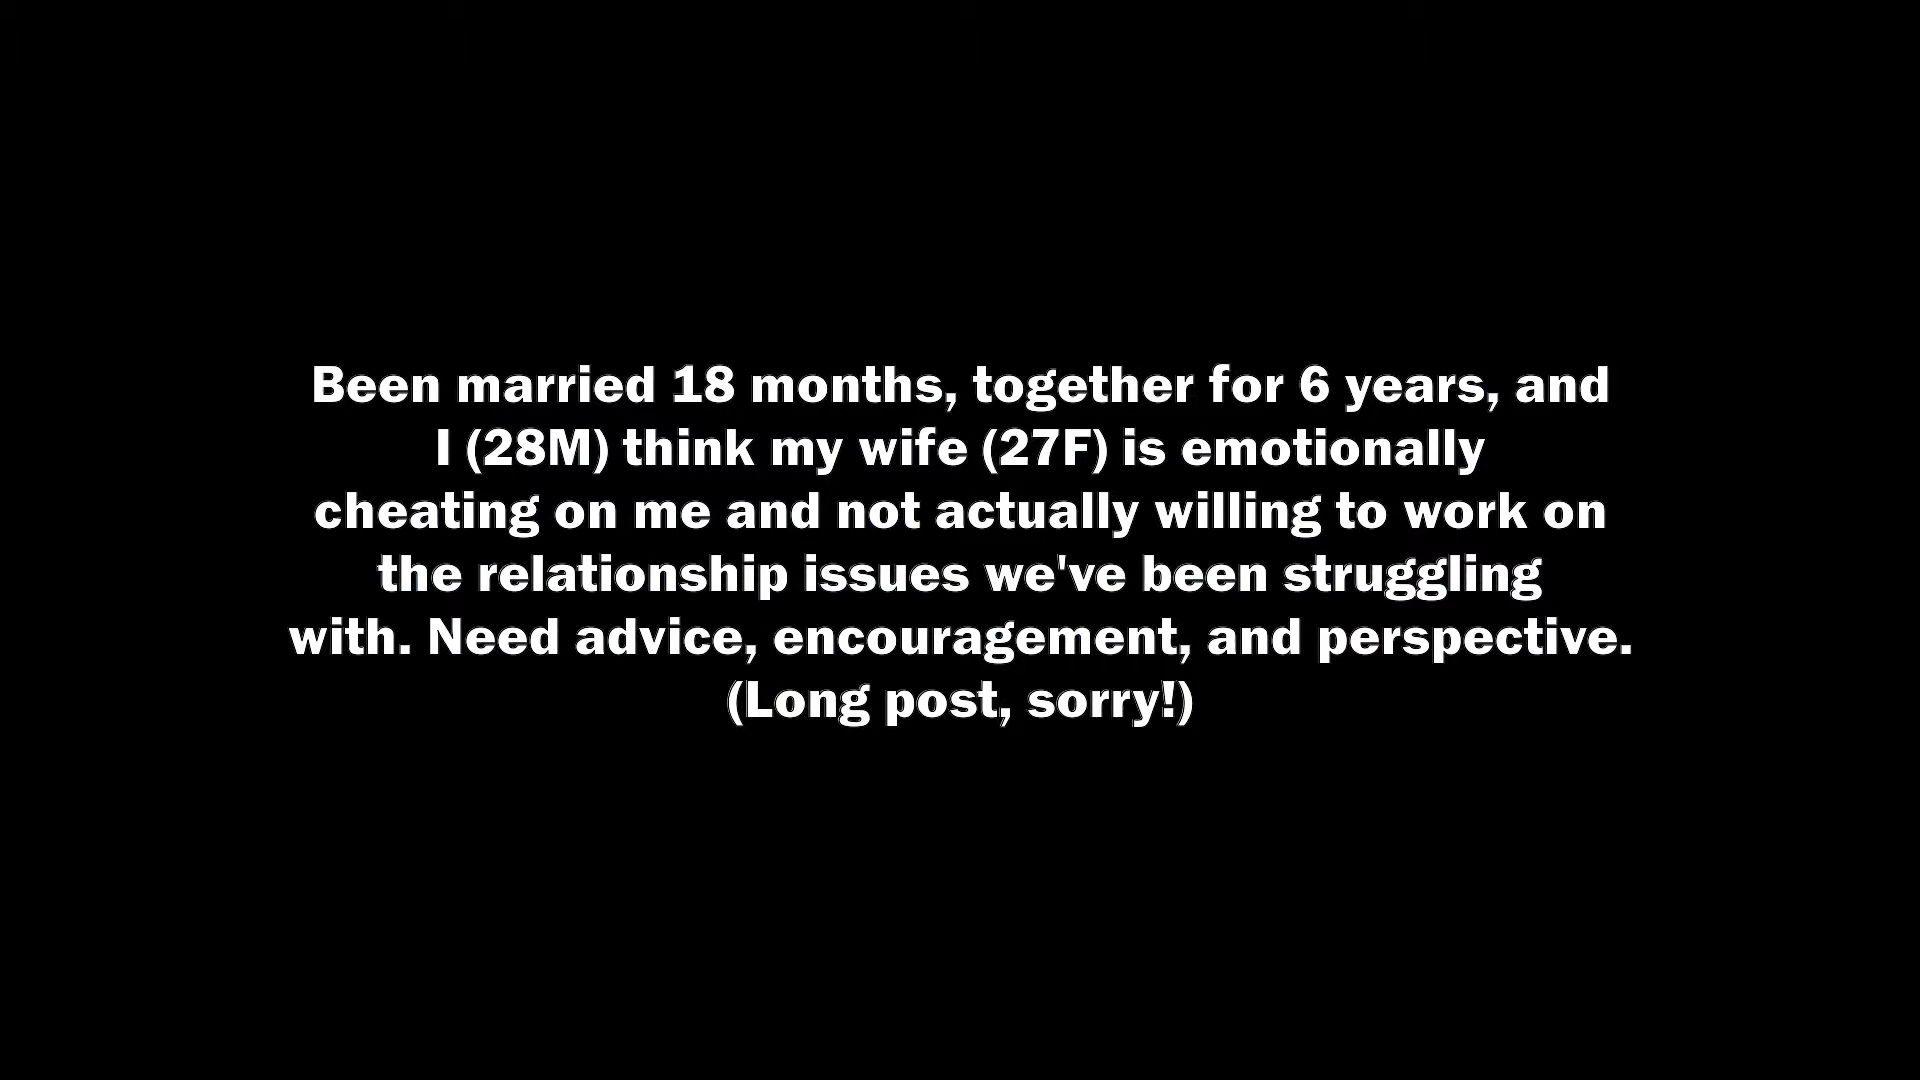 Been married 18 months, together for 6 years, and
I (28M) think my wife (27F) is emotionally
cheating on me and not actually willing to work on
the relationship issues we've been struggling
with. Need advice, encouragement, and perspective.
(Long post, sorry!)